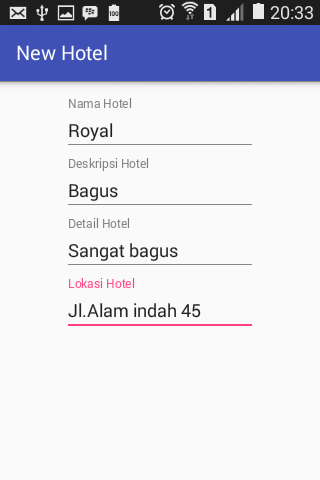 20:33
New Hotel
Nama Hotel
Royal
Deskripsi Hotel
Bagus
Detail Hotel
Sangat bagus
Lokasi Hotel
Jl.Alam indah 45